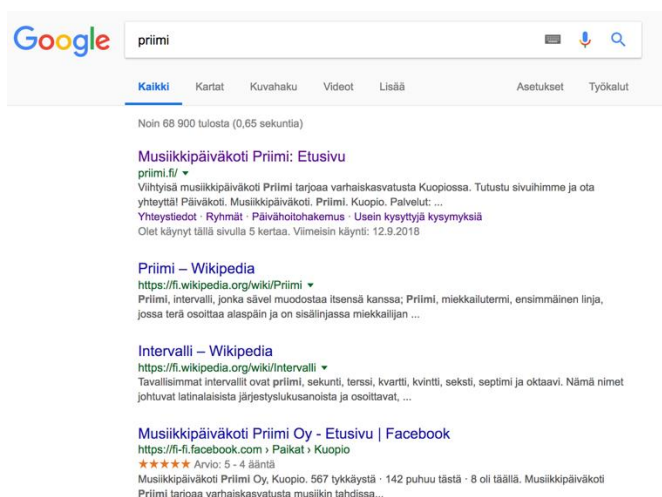 Google
priimi
Kaikki Kartat Kuvahaku Videot Lisää Asetukset Työkalut
Noin 68 900 tulosta (0,65 sekuntia)
Musiikkipäiväkoti Priimi: Etusivu
priimi.fi/
Viihtyisä musiikkipäiväkoti Priimi tarjoaa varhaiskasvatusta Kuopiossa. Tutustu sivuihimme ja ota
yhteyttä! Päiväkoti. Musiikkipäiväkoti. Priimi. Kuopio. Palvelut: ...
Yhteystiedot · Ryhmät · Päivähoitohakemus · Usein kysyttyjä kysymyksiä
Olet käynyt tällä sivulla 5 kertaa. Viimeisin käynti: 12.9.2018
Priimi – Wikipedia
https://fi.wikipedia.org/wiki/Priimi
Priimi, intervalli, jonka sävel muodostaa itsensä kanssa; Priimi, miekkailutermi, ensimmäinen linja,
jossa terä osoittaa alaspäin ja on sisälinjassa miekkailijan ...
Intervalli – Wikipedia
https://fi.wikipedia.org/wiki/Intervalli
Tavallisimmat intervallit ovat priimi, sekunti, terssi, kvartti, kvintti, seksti, septimi ja oktaavi. Nämä nimet
johtuvat latinalaisista järjestyslukusanoista ja osoittavat, ...
Musiikkipäiväkoti Priimi Oy - Etusivu | Facebook
https://fi-fi.facebook.com › Paikat › Kuopio
★★★★★ Arvio: 5 - 4 ääntä
Musiikkipäiväkoti Priimi Oy, Kuopio. 567 tykkäystä · 142 puhuu tästä · 8 oli täällä. Musiikkipäiväkoti
Priimi tarjoaa varhaiskasvatusta musiikin tahdissa...